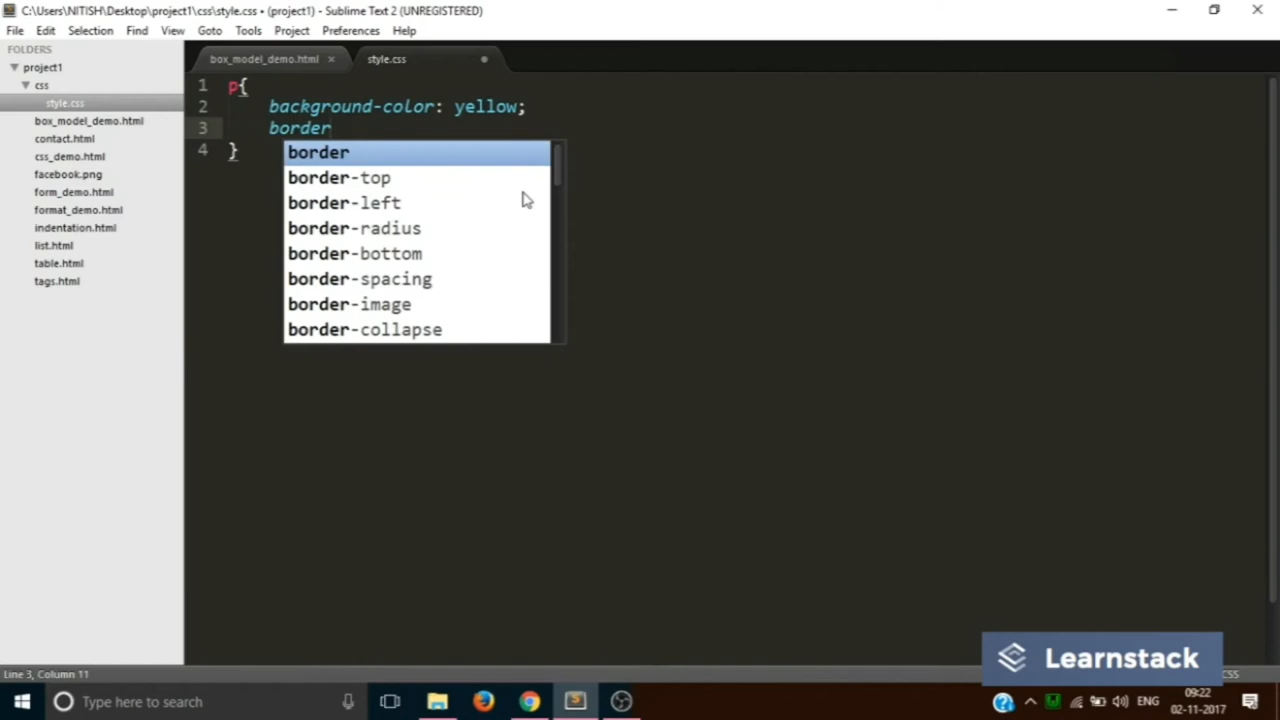 C:\Users\NITISH\Desktop\project1\css\style.css • (project1) - Sublime Text 2 (UNREGISTERED)
File Edit Selection Find View Goto Tools Project Preferences Help
FOLDERS
project1
css
style.css
box_model_demo.html
contact.html
css_demo.html
facebook.png
form_demo.html
format_demo.html
indentation.html
list.html
table.html
tags.html
box_model_demo.html × style.css
1 p{
2 background-color: yellow;
3 border
4 }
border
border-top
border-left
border-radius
border-bottom
border-spacing
border-image
border-collapse
Learnstack
Line 3, Column 11
CSS
Type here to search
ENG
09:22
02-11-2017